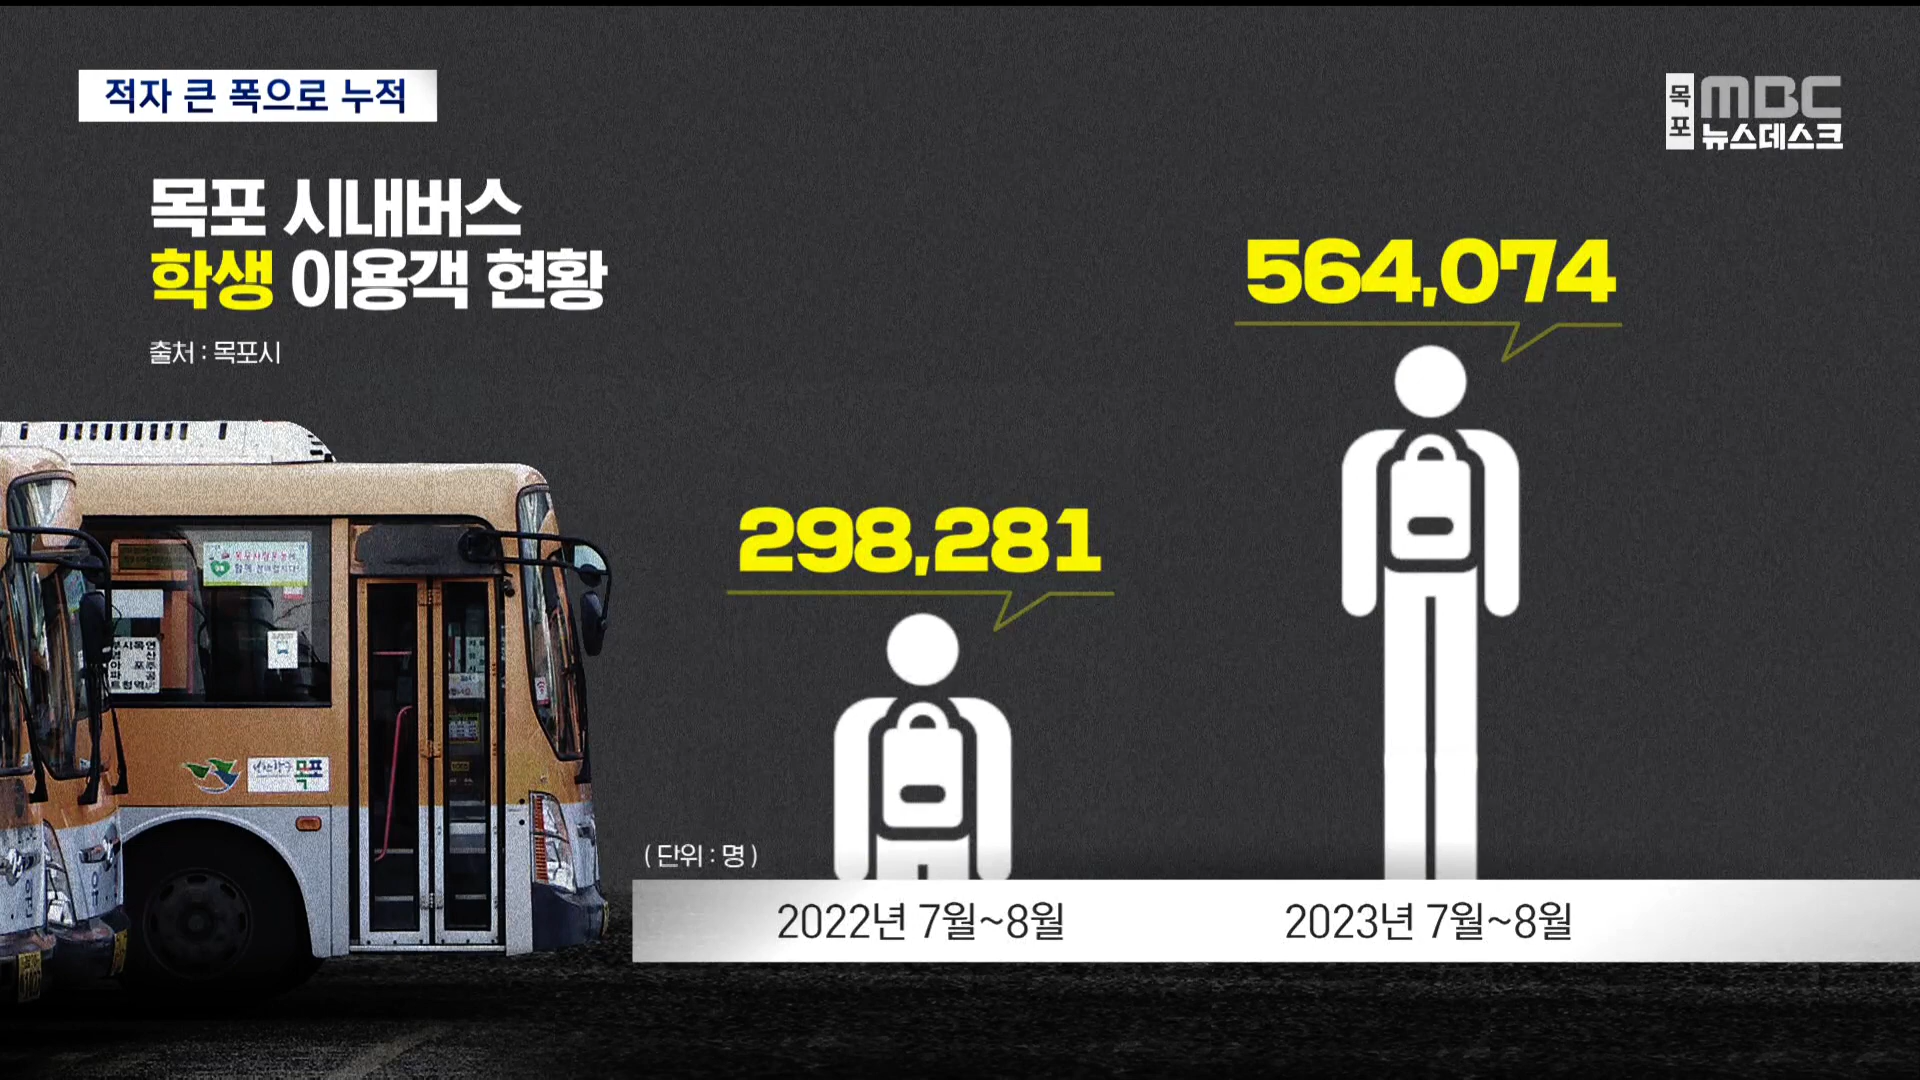 적자 큰 폭으로 누적
목포
MBC
뉴스데스크
목포 시내버스
학생 이용객 현황
출처 : 목포시
564,074
298,281
목포
( 단위 : 명 )
2022년 7월~8월
2023년 7월~8월